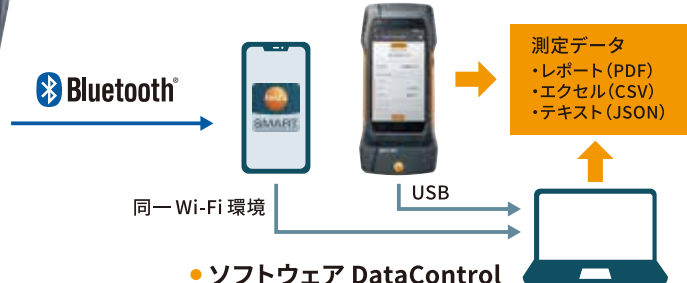 Bluetooth®
testo
SMART
測定データ
・レポート（PDF）
・エクセル（CSV）
・テキスト（JSON）
同一 Wi-Fi 環境
USB
● ソフトウェア DataControl